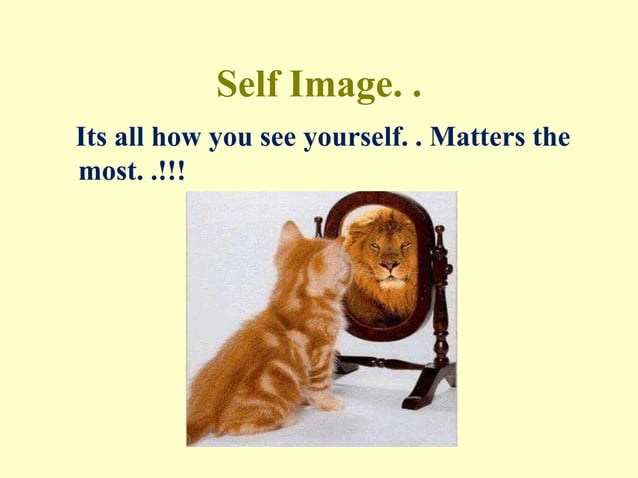 Self Image. .
Its all how you see yourself. . Matters the
most. .!!!